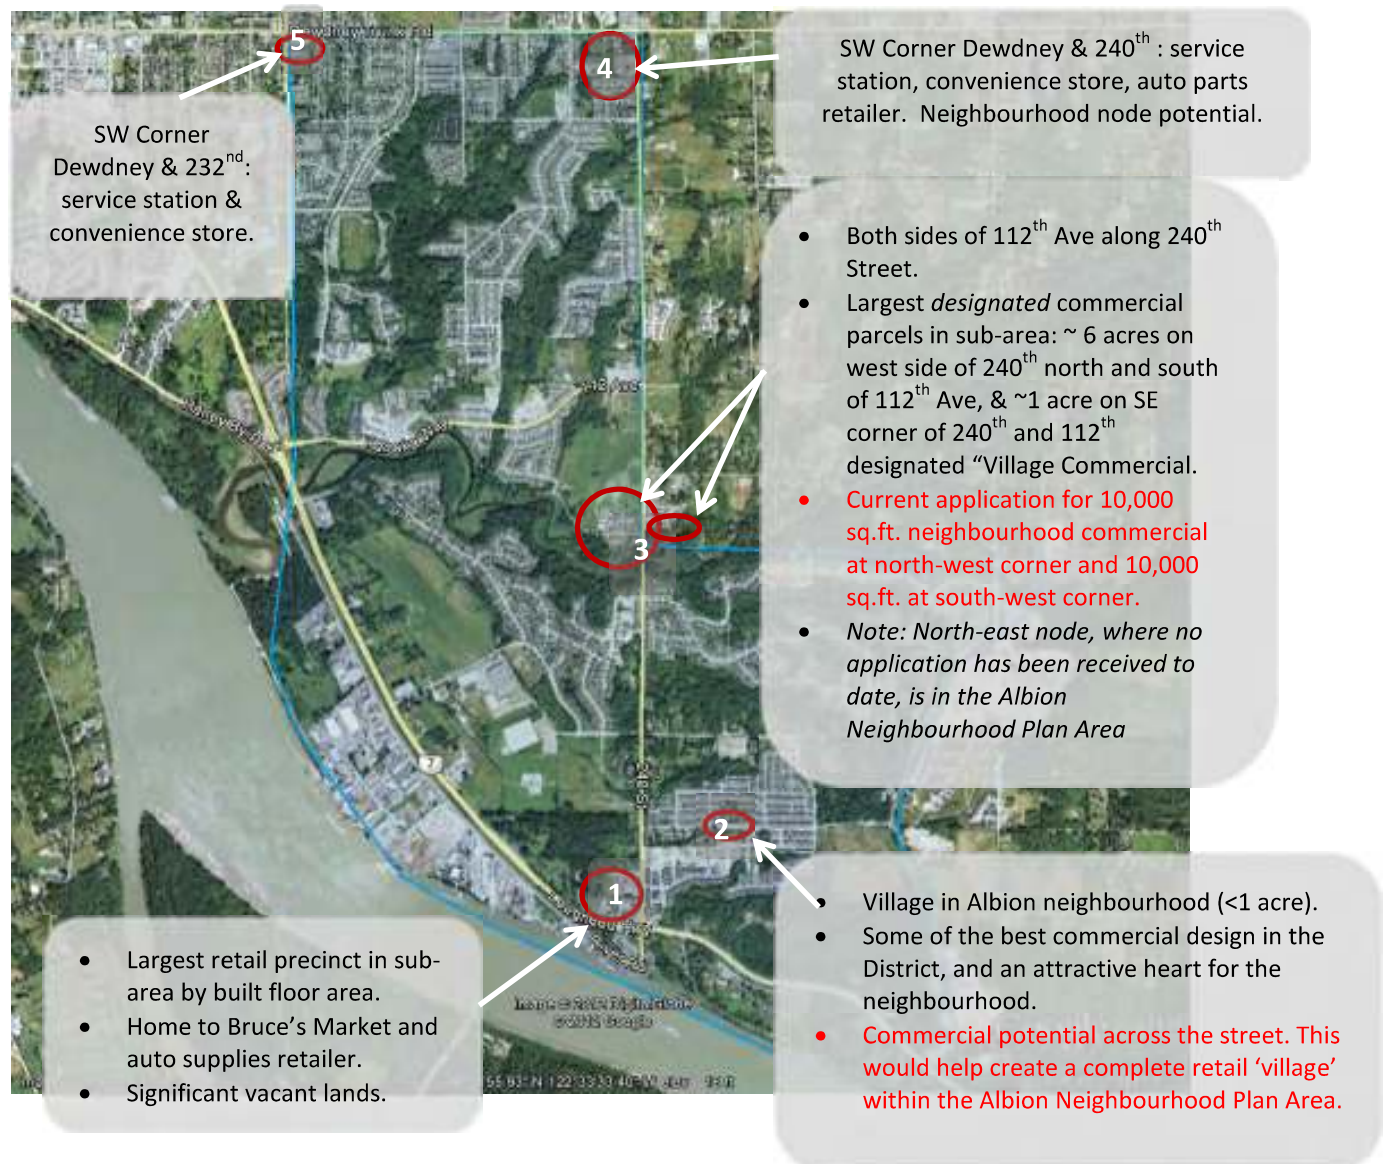 5
4
SW Corner Dewdney & 240th : service
station, convenience store, auto parts
retailer. Neighbourhood node potential.
SW Corner
Dewdney & 232nd:
service station &
convenience store.
• Both sides of 112th Ave along 240th
Street.
• Largest designated commercial
parcels in sub-area: ~ 6 acres on
west side of 240th north and south
of 112th Ave, & ~1 acre on SE
corner of 240th and 112th
designated “Village Commercial.
• Current application for 10,000
sq.ft. neighbourhood commercial
at north-west corner and 10,000
sq.ft. at south-west corner.
• Note: North-east node, where no
application has been received to
date, is in the Albion
Neighbourhood Plan Area
112 Ave
3
7
240 St
2
1
• Village in Albion neighbourhood (<1 acre).
• Some of the best commercial design in the
District, and an attractive heart for the
neighbourhood.
• Commercial potential across the street. This
would help create a complete retail ‘village’
within the Albion Neighbourhood Plan Area.
• Largest retail precinct in sub-
area by built floor area.
• Home to Bruce’s Market and
auto supplies retailer.
• Significant vacant lands.
Image © 2012 DigitalGlobe
© 2012 Google